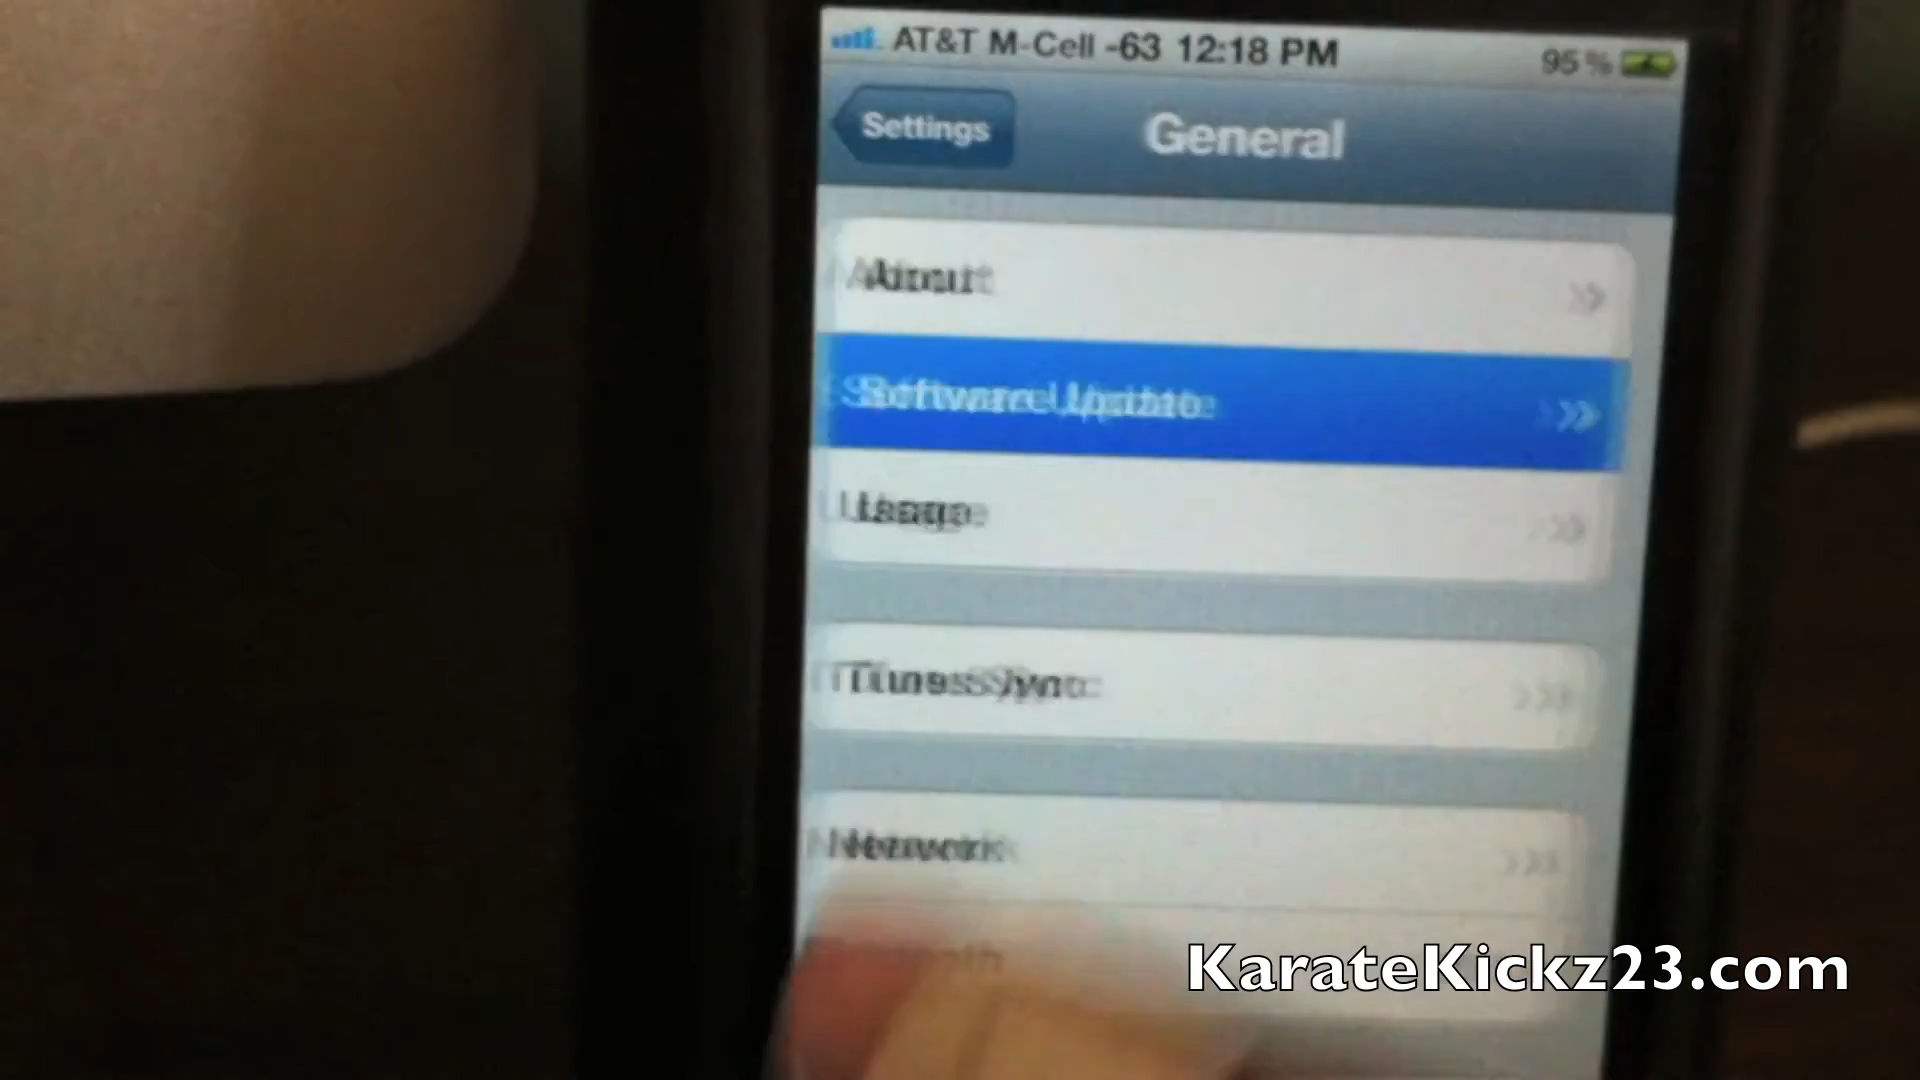 AT&T M-Cell -63 12:18 PM 95%
Settings
General
About
Software Update
Usage
iTunes Sync
Network
KarateKickz23.com